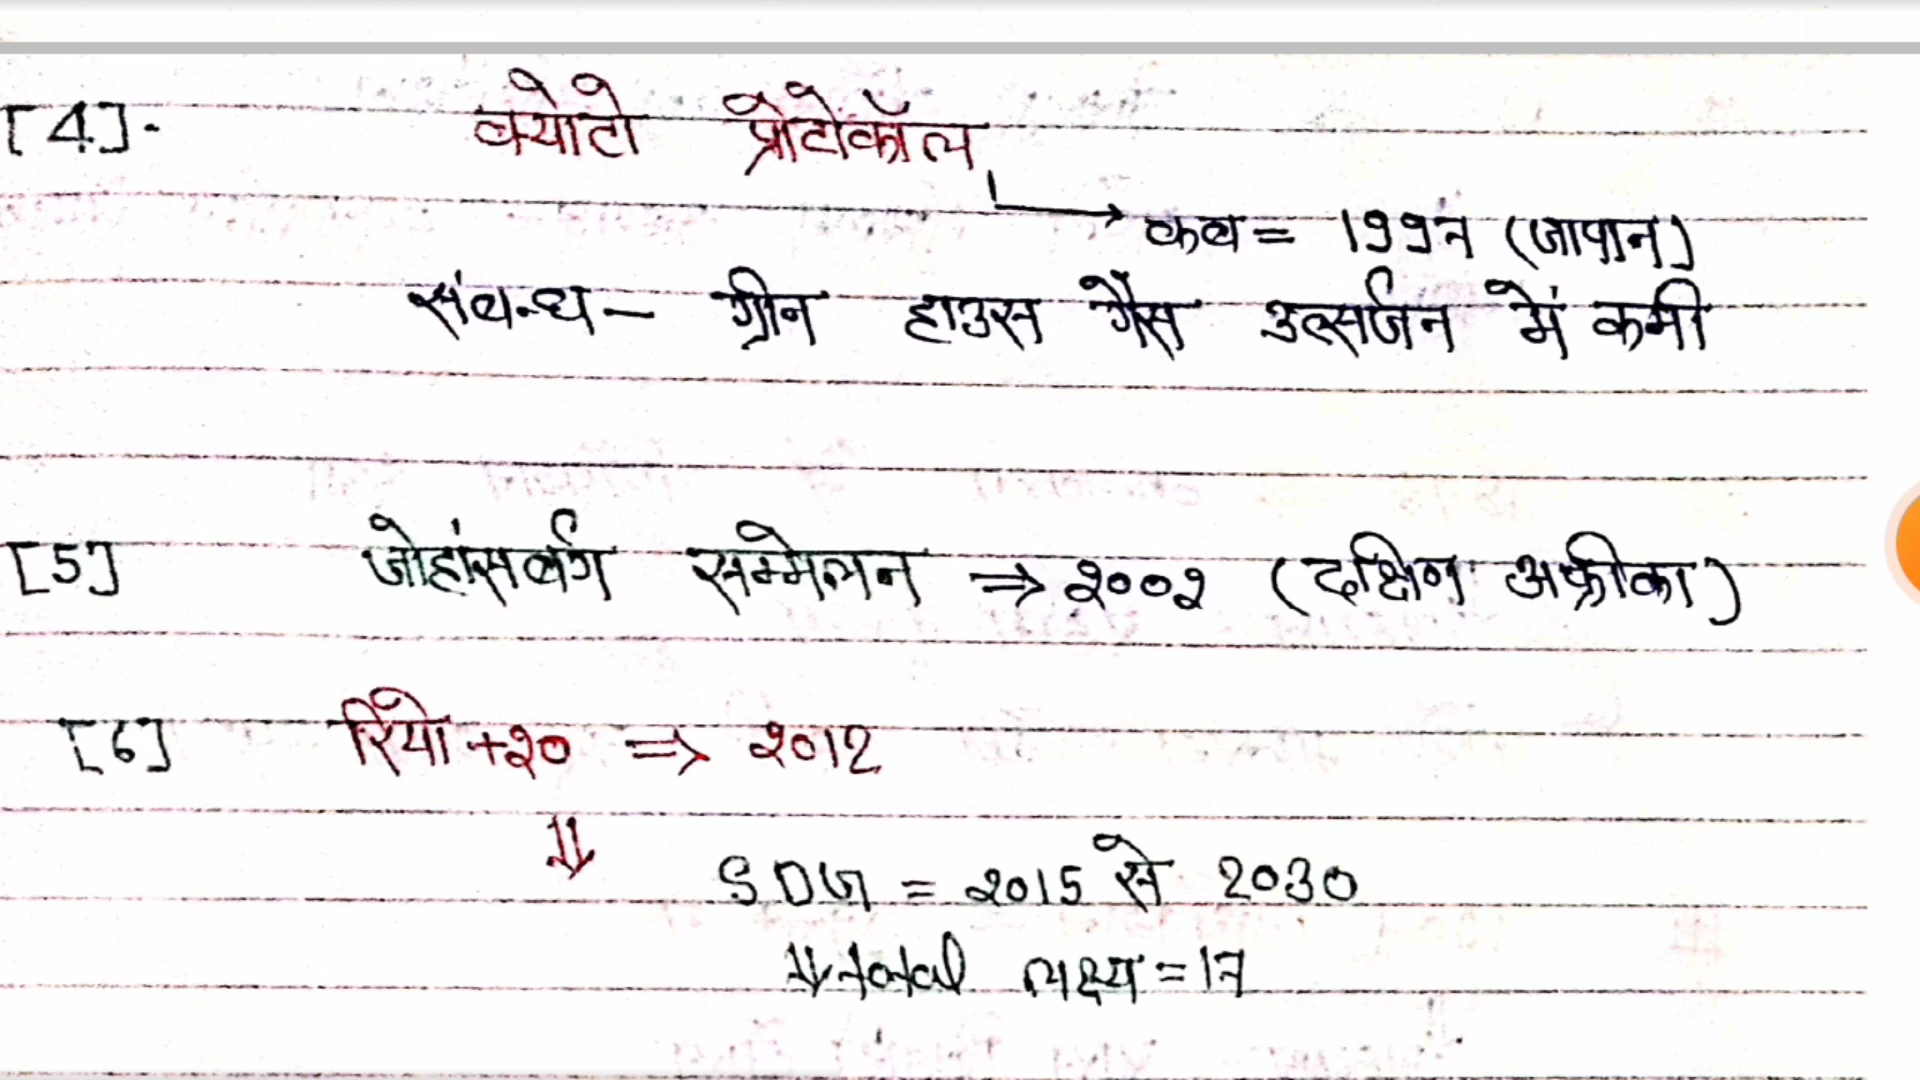 [4]. क्योटो प्रोटोकॉल
कब = 1997 (जापान)
संबन्ध - ग्रीन हाउस गैस उत्सर्जन में कमी
[5] जोहांसबर्ग सम्मेलन ⇒ 2002 (दक्षिण अफ्रीका)
[6] रियो +20 ⇒ 2012
SDG = 2015 से 2030
Total लक्ष्य = 17